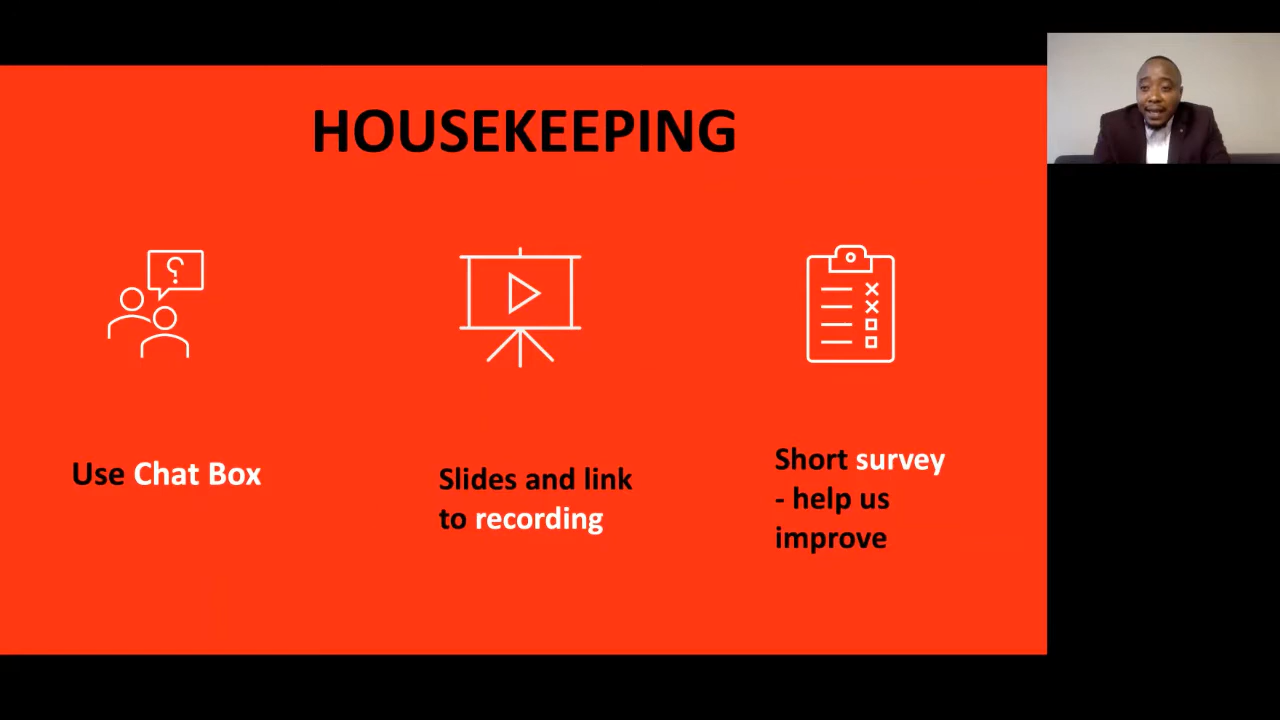 HOUSEKEEPING
?
Use Chat Box
Slides and link
to recording
Short survey
- help us
improve